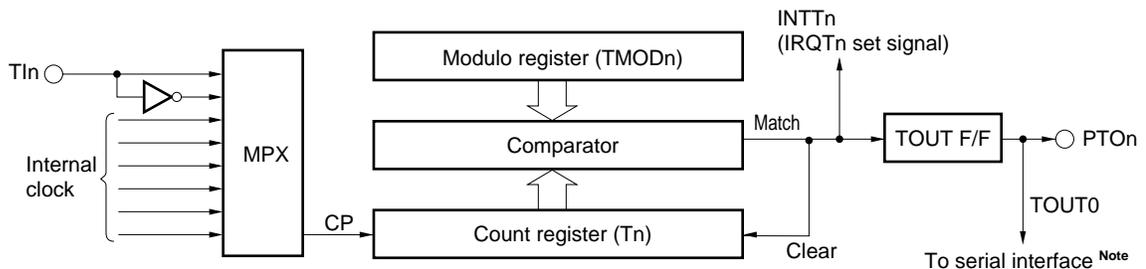 INTTn
(IRQTn set signal)
Modulo register (TMODn)
TIn
Match
MPX
Comparator
TOUT F/F
PTOn
Internal
clock
TOUT0
CP
Count register (Tn)
Clear
To serial interface Note